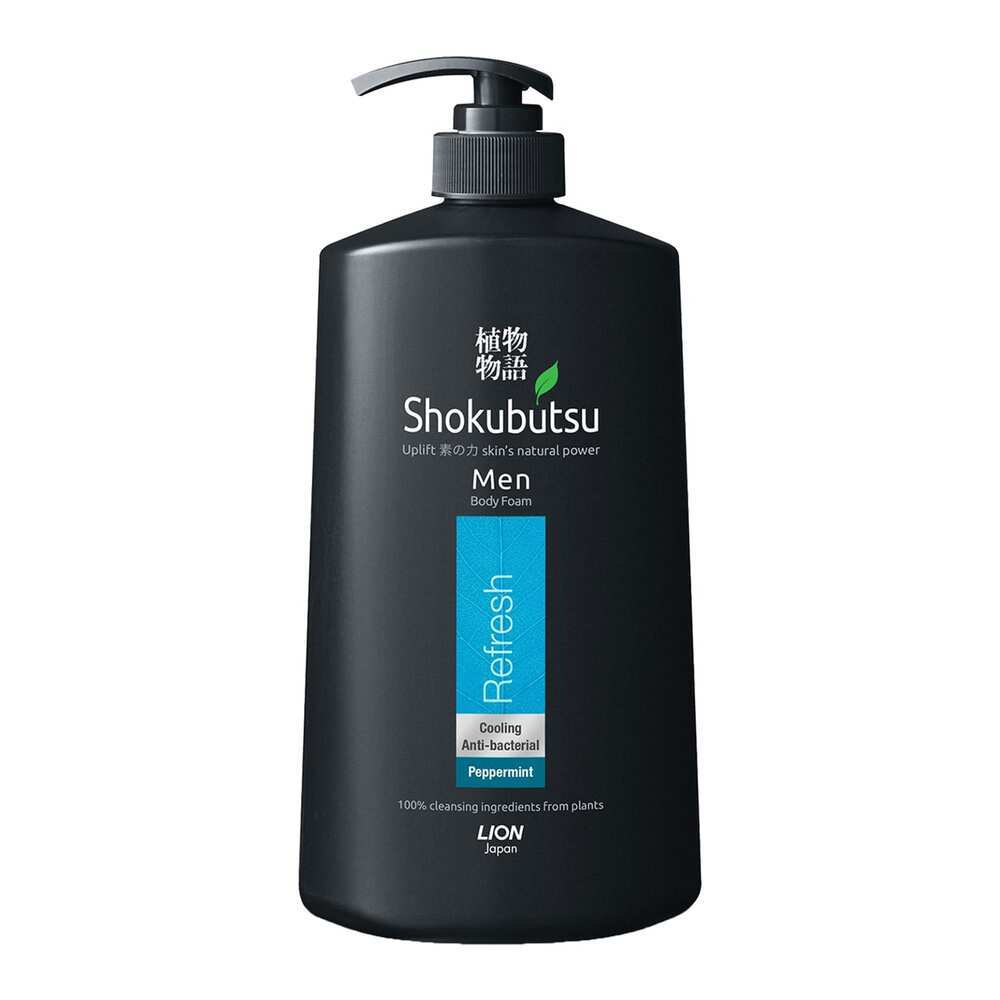 植物
物語
Shokubutsu
Uplift 素の力 skin's natural power
Men
Body Foam
Refresh
Cooling
Anti-bacterial
Peppermint
100% cleansing ingredients from plants
LION
Japan